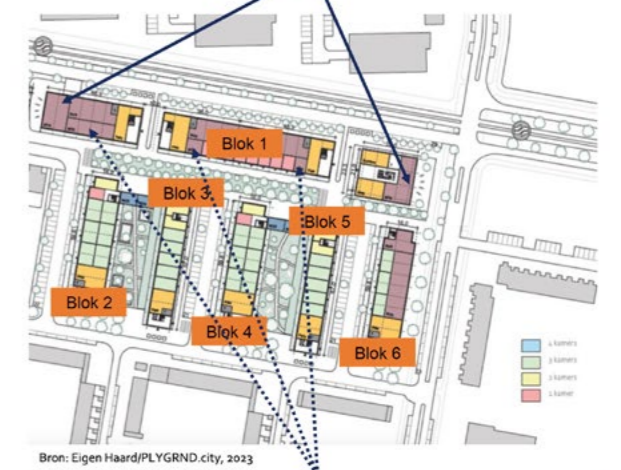 Blok 1
Blok 3
Blok 5
Blok 2
Blok 4
Blok 6
4 kamers
3 kamers
2 kamers
1 kamer
Bron: Eigen Haard/PLYGRND.city, 2023